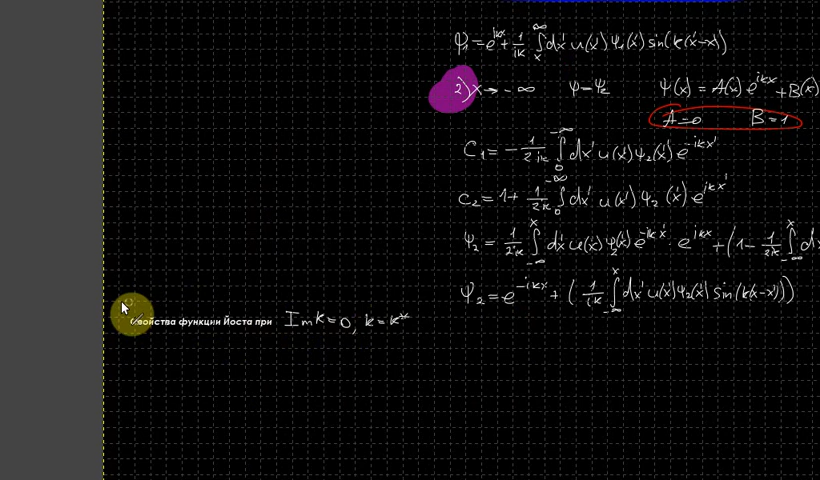 Ψ₁ = e^{ikx} + 1/(ik) ∫_x^∞ dx' u(x') Ψ₁(x') sin(k(x'-x))
2) x → -∞   Ψ - Ψ₂   Ψ(x) = A(x) e^{ikx} + B(x)
A=0   B=1
C₁ = - 1/(2ik) ∫_0^{-∞} dx' u(x') Ψ₂(x') e^{-ikx'}
C₂ = 1 + 1/(2ik) ∫_0^{-∞} dx' u(x') Ψ₂(x') e^{ikx'}
Ψ₂ = 1/(2ik) ∫_{-∞}^x dx' u(x') Ψ₂(x') e^{-ikx'} · e^{ikx} + (1 - 1/(2ik) ∫_{-∞}^x dx
Ψ₂ = e^{-ikx} + ( 1/(ik) ∫_{-∞}^x dx' u(x') Ψ₂(x') sin(k(x-x')) )
Свойства функции Йоста при Im k = 0, k = k*